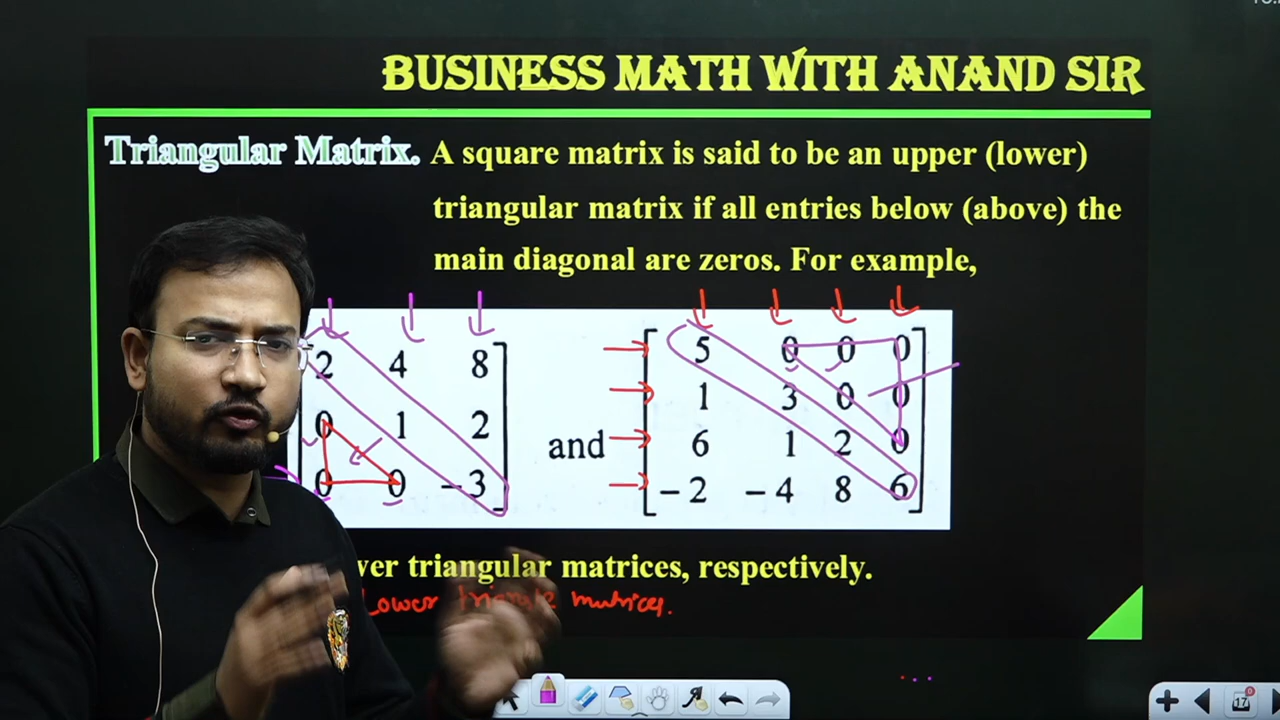 BUSINESS MATH WITH ANAND SIR
Triangular Matrix. A square matrix is said to be an upper (lower)
triangular matrix if all entries below (above) the
main diagonal are zeros. For example,
2 4 8
0 1 2
0 0 -3
and
5 0 0 0
1 3 0 0
6 1 2 0
-2 -4 8 6
triangular matrices, respectively.
Lower triangle matrices.
17